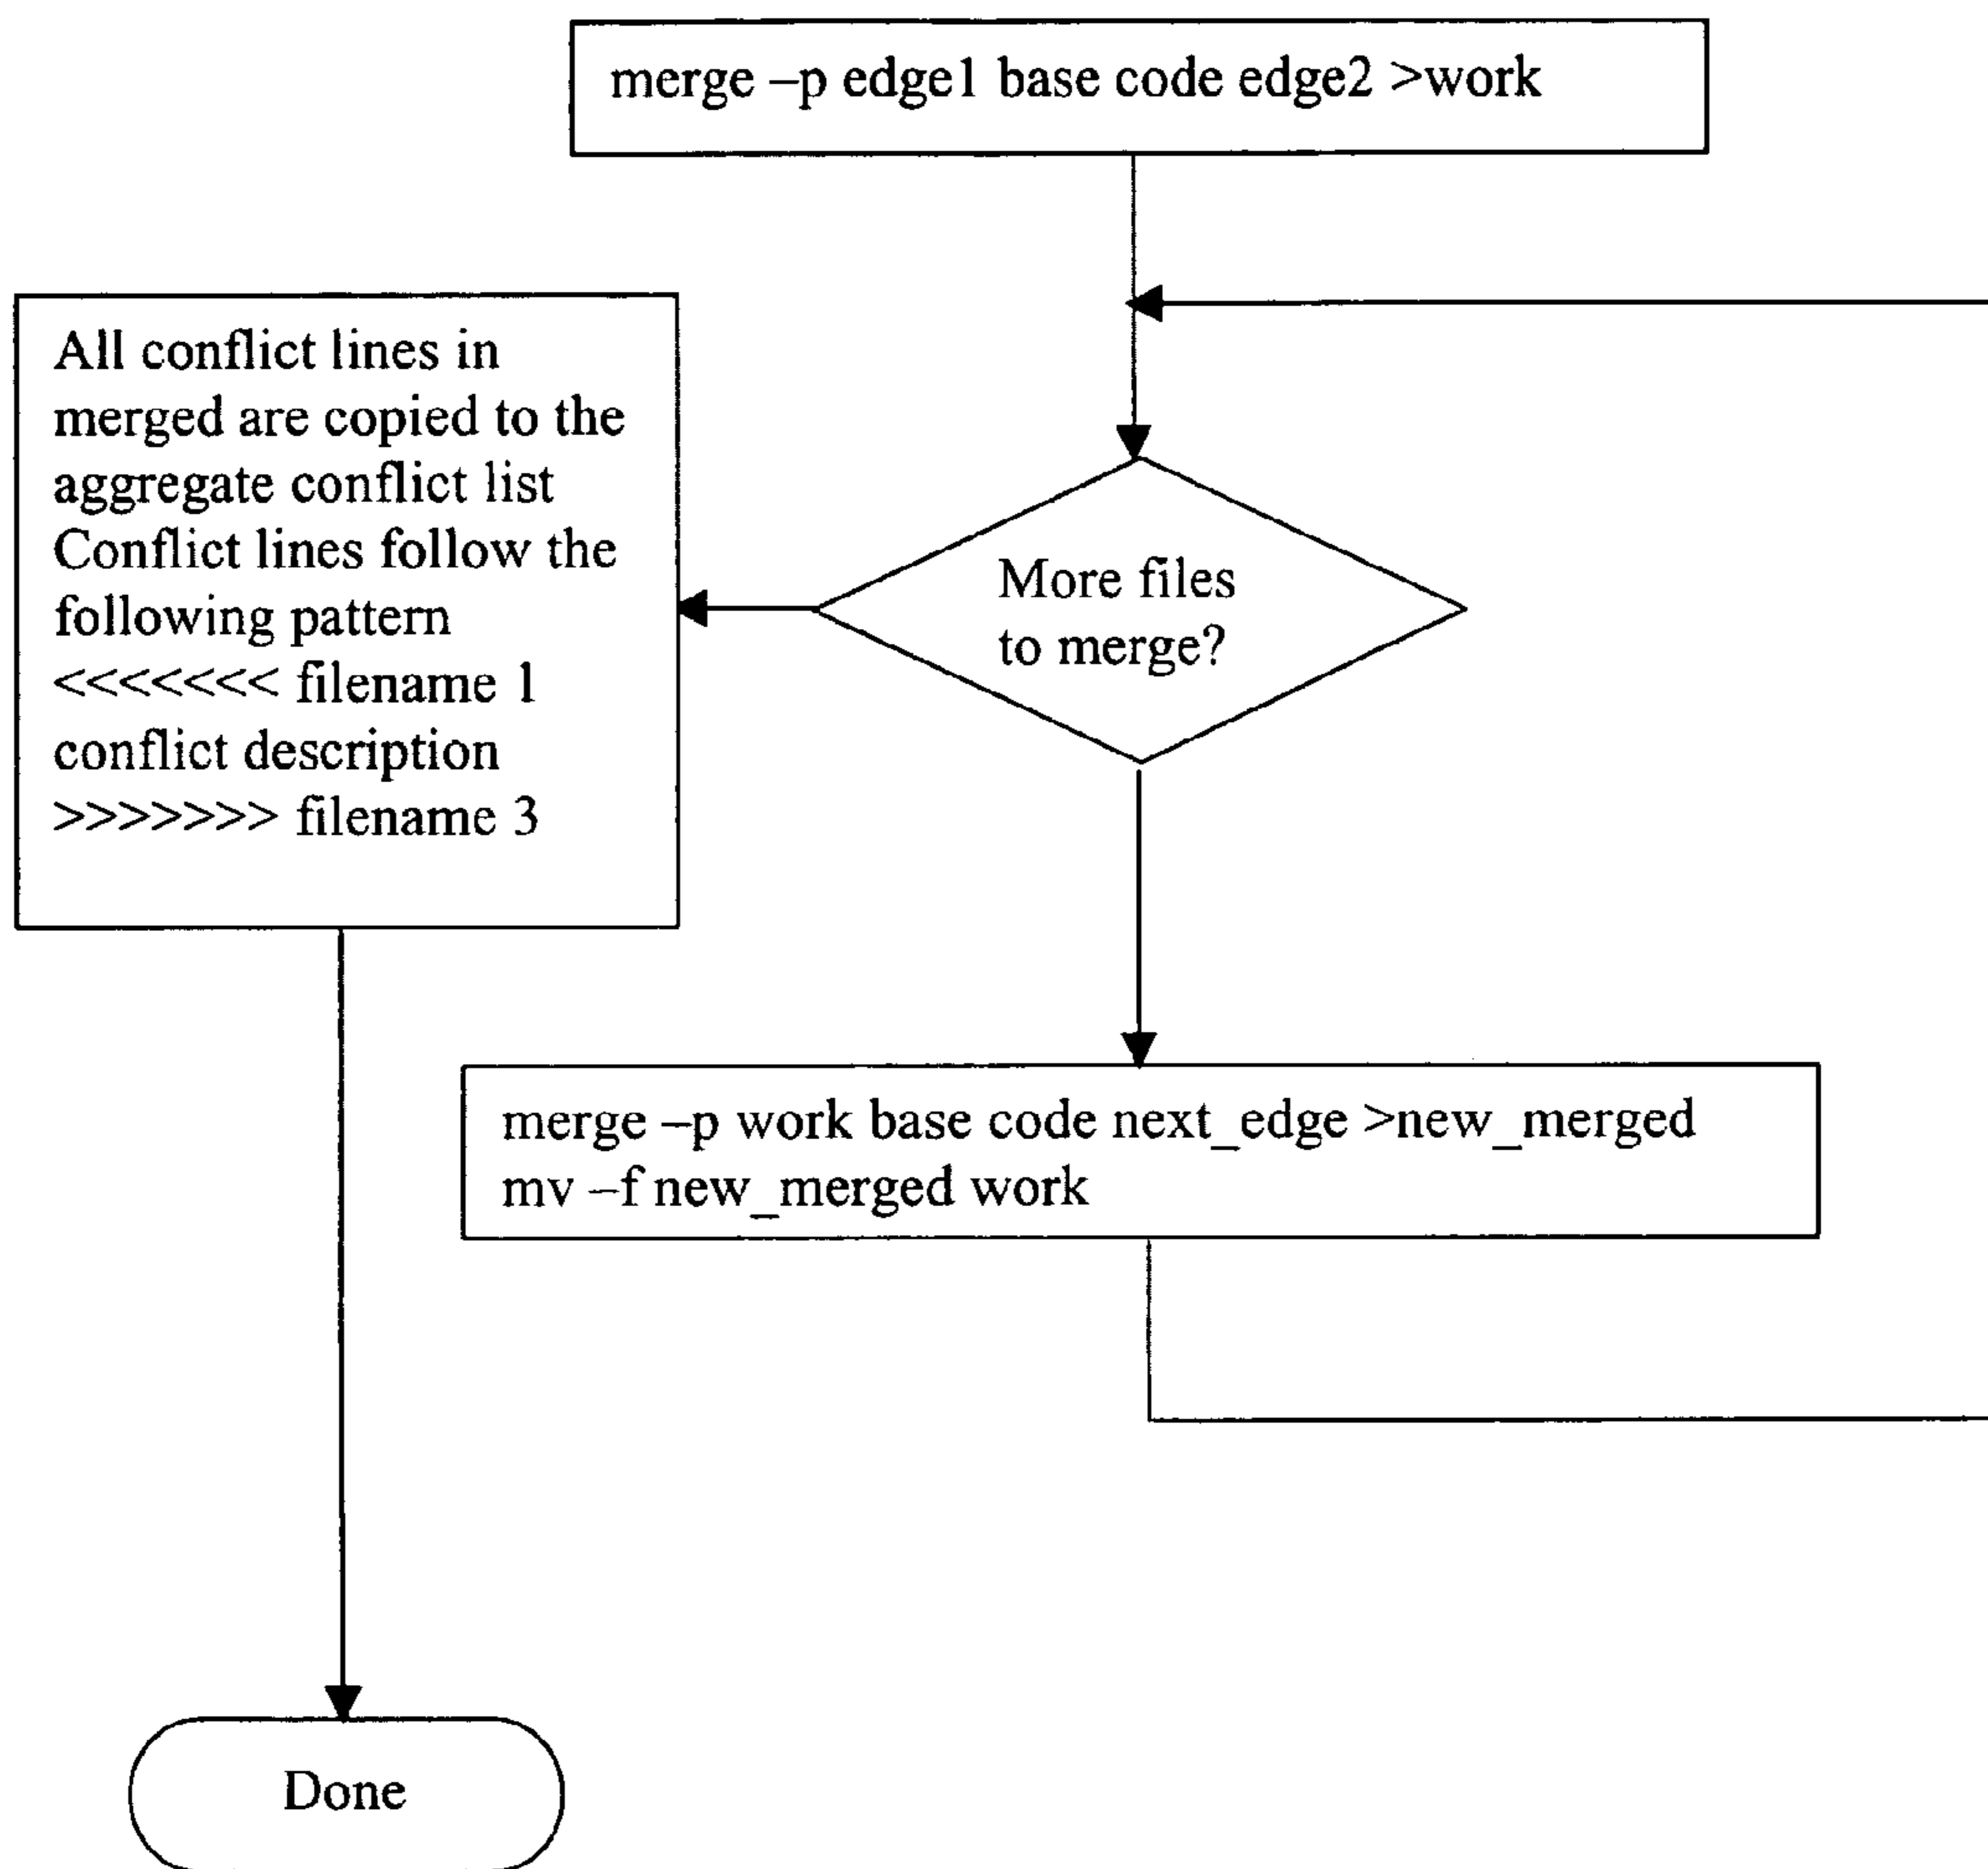 merge –p edge1 base code edge2 >work
All conflict lines in
merged are copied to the
aggregate conflict list
Conflict lines follow the
following pattern
<<<<<<< filename 1
conflict description
>>>>>>> filename 3
More files
to merge?
merge –p work base code next_edge >new_merged
mv –f new_merged work
Done